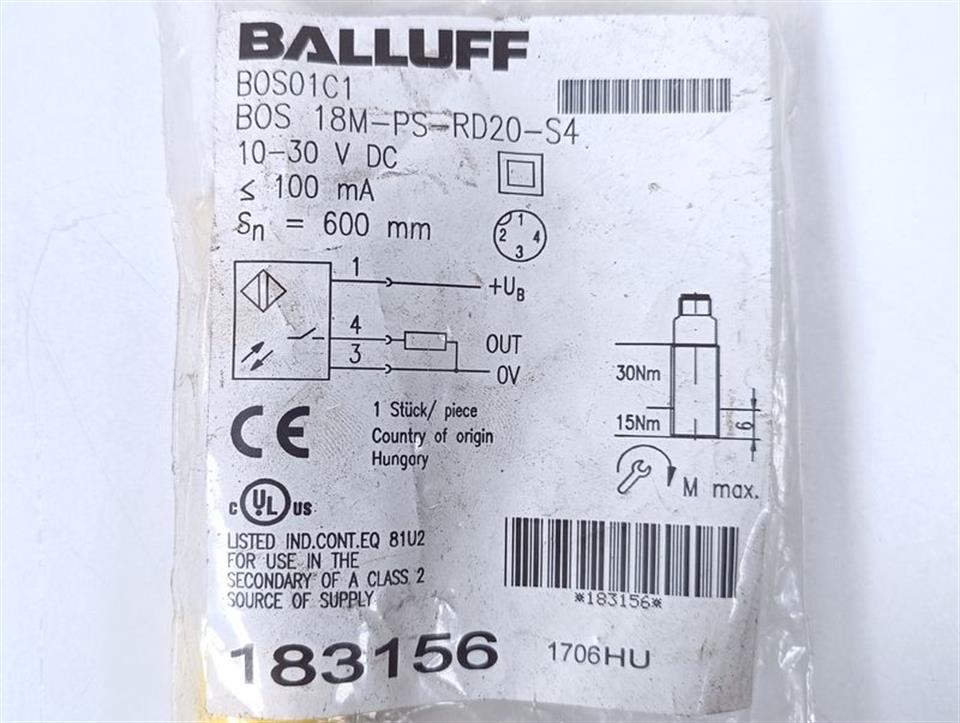 BALLUFF
BOS01C1
BOS 18M-PS-RD20-S4
10-30 V DC
≤ 100 mA
Sn = 600 mm
1
2 4
3
1
+UB
4
OUT
3
0V
30Nm
15Nm
6
M max.
CE
1 Stück/ piece
Country of origin
Hungary
C UL US
LISTED IND.CONT.EQ 81U2
FOR USE IN THE
SECONDARY OF A CLASS 2
SOURCE OF SUPPLY
*183156*
183156
1706HU